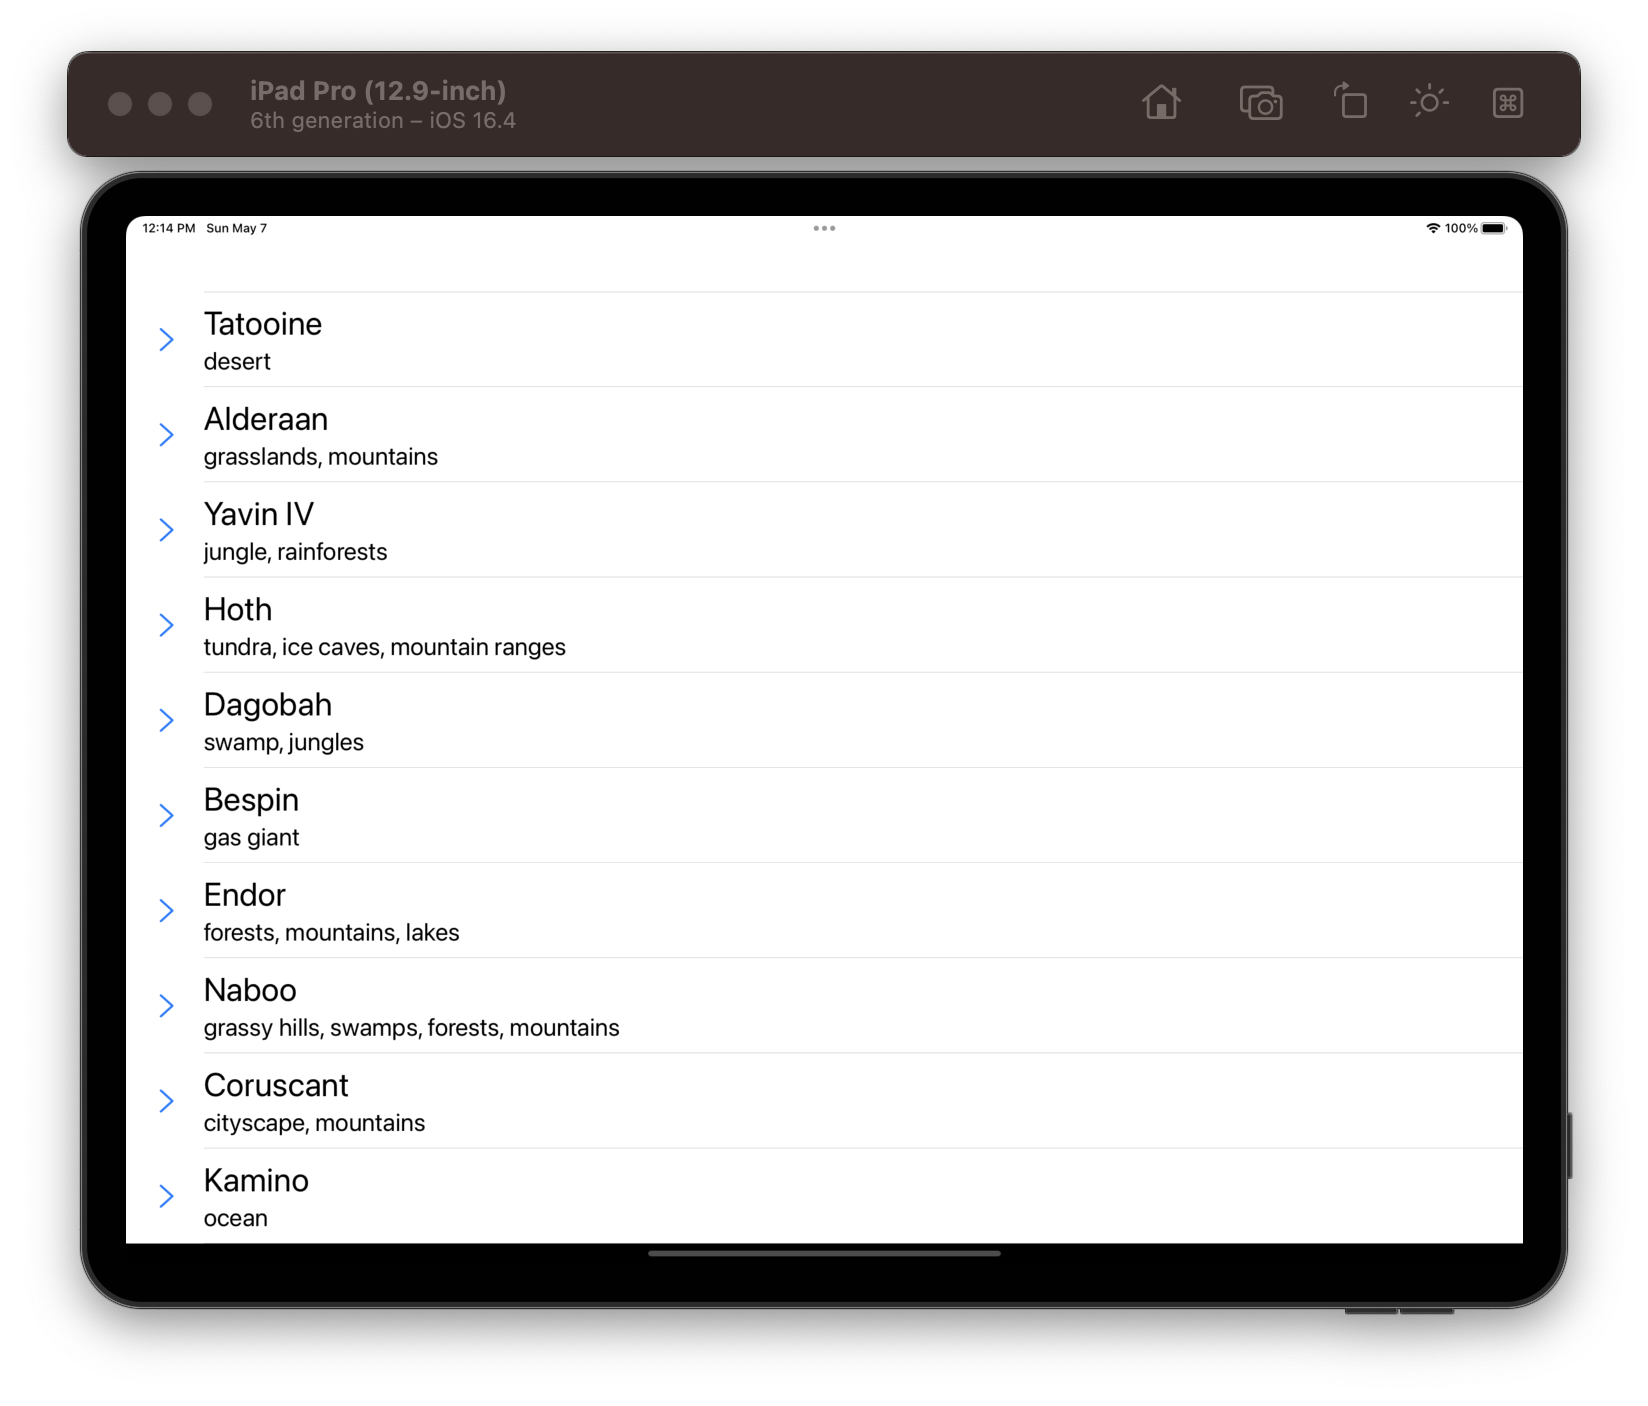 iPad Pro (12.9-inch)
6th generation – iOS 16.4
12:14 PM Sun May 7
100%
Tatooine
desert
Alderaan
grasslands, mountains
Yavin IV
jungle, rainforests
Hoth
tundra, ice caves, mountain ranges
Dagobah
swamp, jungles
Bespin
gas giant
Endor
forests, mountains, lakes
Naboo
grassy hills, swamps, forests, mountains
Coruscant
cityscape, mountains
Kamino
ocean